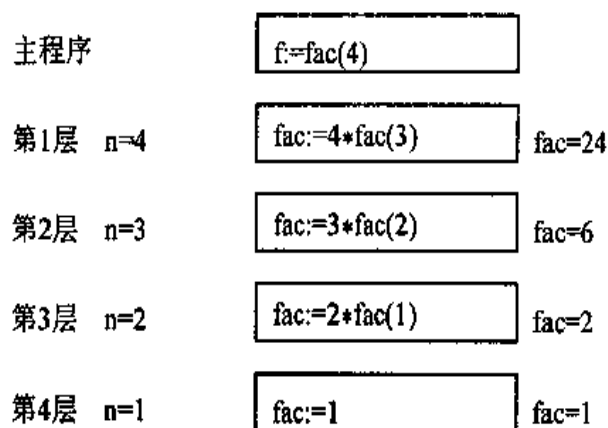 主程序 f:=fac(4)
第1层 n=4 fac:=4*fac(3) fac=24
第2层 n=3 fac:=3*fac(2) fac=6
第3层 n=2 fac:=2*fac(1) fac=2
第4层 n=1 fac:=1 fac=1